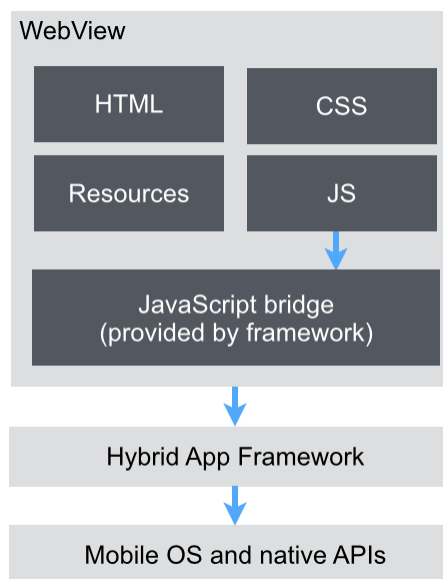 WebView
HTML
CSS
Resources
JS
JavaScript bridge
(provided by framework)
Hybrid App Framework
Mobile OS and native APIs